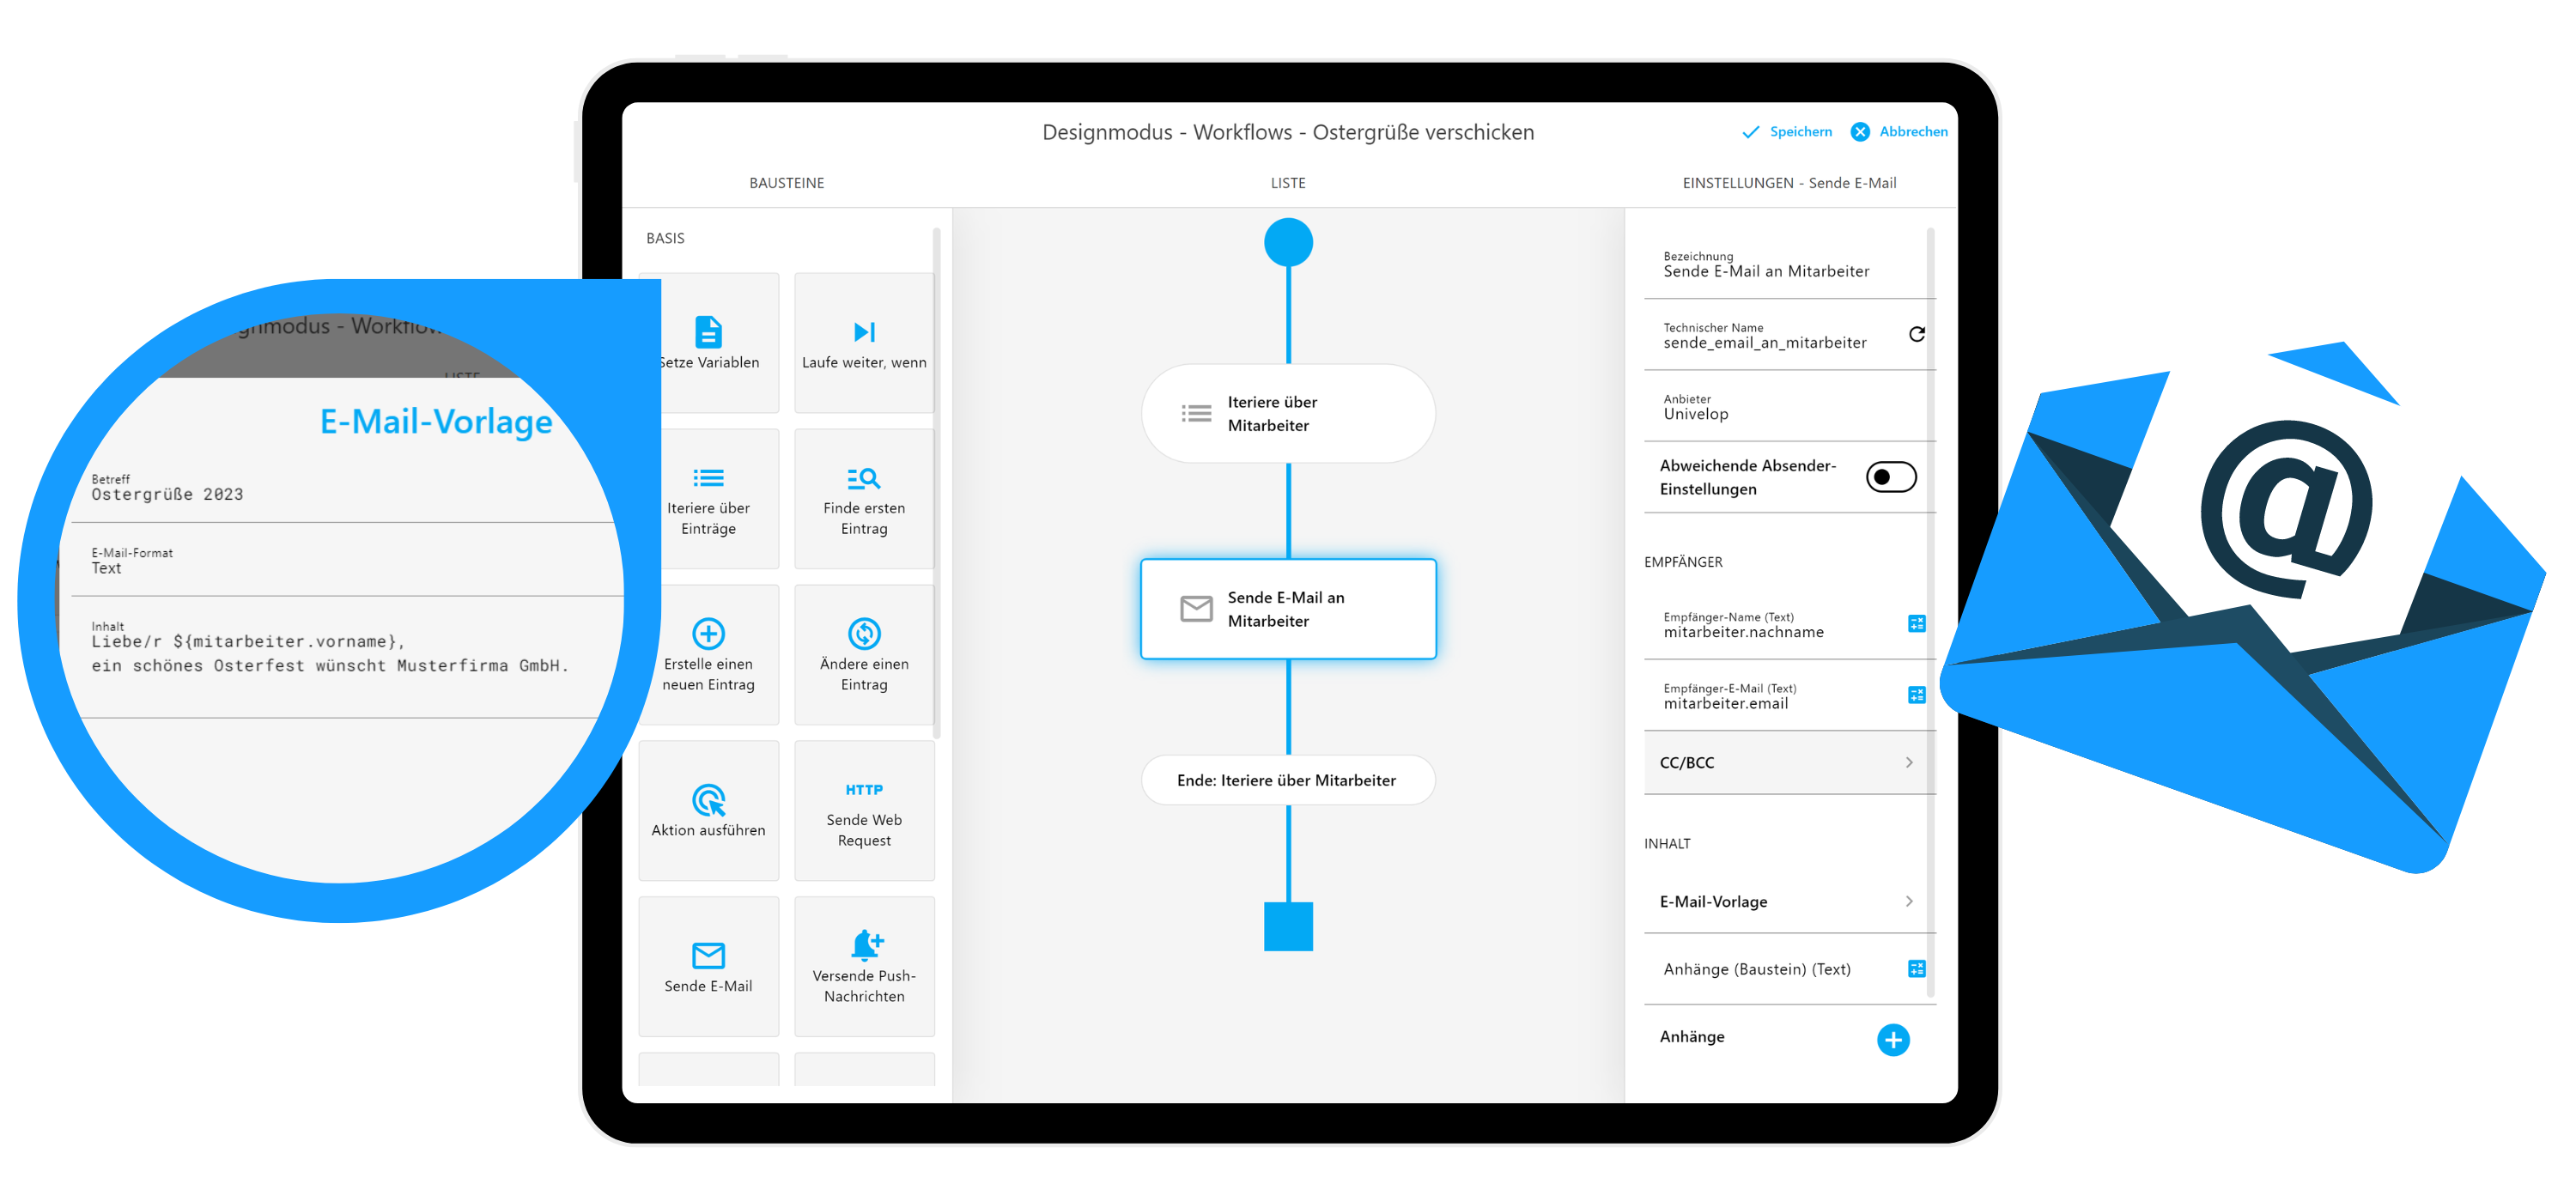 Designmodus - Workflows - Ostergrüße verschicken
Speichern
Abbrechen
BAUSTEINE
LISTE
EINSTELLUNGEN - Sende E-Mail
BASIS
Setze Variablen
Laufe weiter, wenn
Iteriere über
Einträge
Finde ersten
Eintrag
Erstelle einen
neuen Eintrag
Ändere einen
Eintrag
Aktion ausführen
HTTP
Sende Web
Request
Sende E-Mail
Versende Push-
Nachrichten
Iteriere über
Mitarbeiter
Sende E-Mail an
Mitarbeiter
Ende: Iteriere über Mitarbeiter
Bezeichnung
Sende E-Mail an Mitarbeiter
Technischer Name
sende_email_an_mitarbeiter
Anbieter
Univelop
Abweichende Absender-
Einstellungen
EMPFÄNGER
Empfänger-Name (Text)
mitarbeiter.nachname
Empfänger-E-Mail (Text)
mitarbeiter.email
CC/BCC
INHALT
E-Mail-Vorlage
Anhänge (Baustein) (Text)
Anhänge
gnmodus - Workflow
LISTE
E-Mail-Vorlage
Betreff
Ostergrüße 2023
E-Mail-Format
Text
Inhalt
Liebe/r ${mitarbeiter.vorname},
ein schönes Osterfest wünscht Musterfirma GmbH.
@